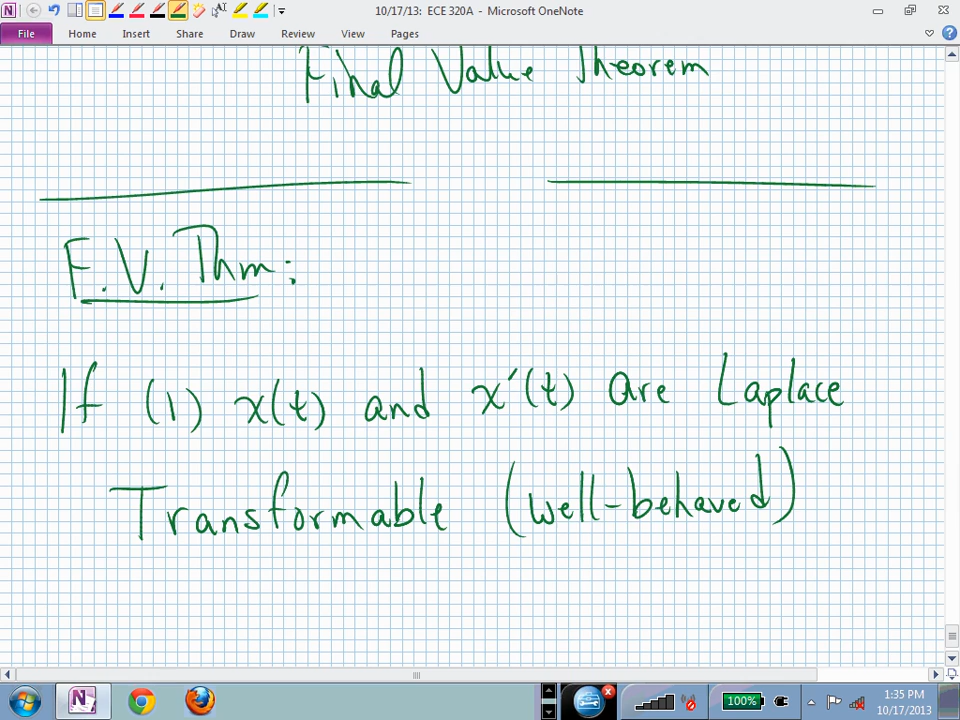 10/17/13: ECE 320A - Microsoft OneNote
File Home Insert Share Draw Review View Pages
Final Value Theorem
F.V. Thm:
If (1) x(t) and x'(t) are Laplace
Transformable (well-behaved)
100%
1:35 PM
10/17/2013